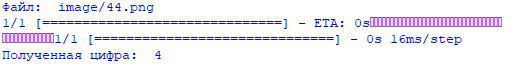 Файл:  image/44.png
1/1 [==============================] - ETA: 0s
1/1 [==============================] - 0s 16ms/step
Полученная цифра:  4